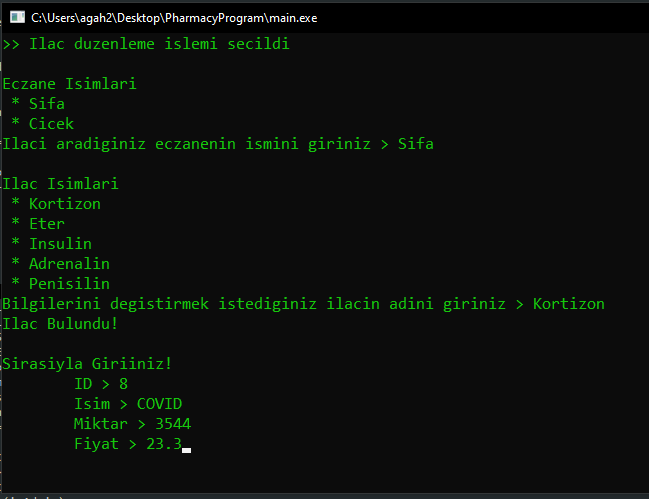 C:\Users\agah2\Desktop\PharmacyProgram\main.exe
>> Ilac duzenleme islemi secildi
Eczane Isimlari
* Sifa
* Cicek
Ilaci aradiginiz eczanenin ismini giriniz > Sifa
Ilac Isimlari
* Kortizon
* Eter
* Insulin
* Adrenalin
* Penisilin
Bilgilerini degistirmek istediginiz ilacin adini giriniz > Kortizon
Ilac Bulundu!
Sirasiyla Giriiniz!
ID > 8
Isim > COVID
Miktar > 3544
Fiyat > 23.3